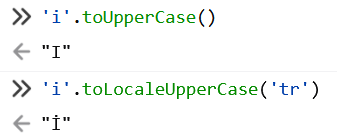 >> 'i'.toUpperCase()
← "I"
>> 'i'.toLocaleUpperCase('tr')
← "İ"